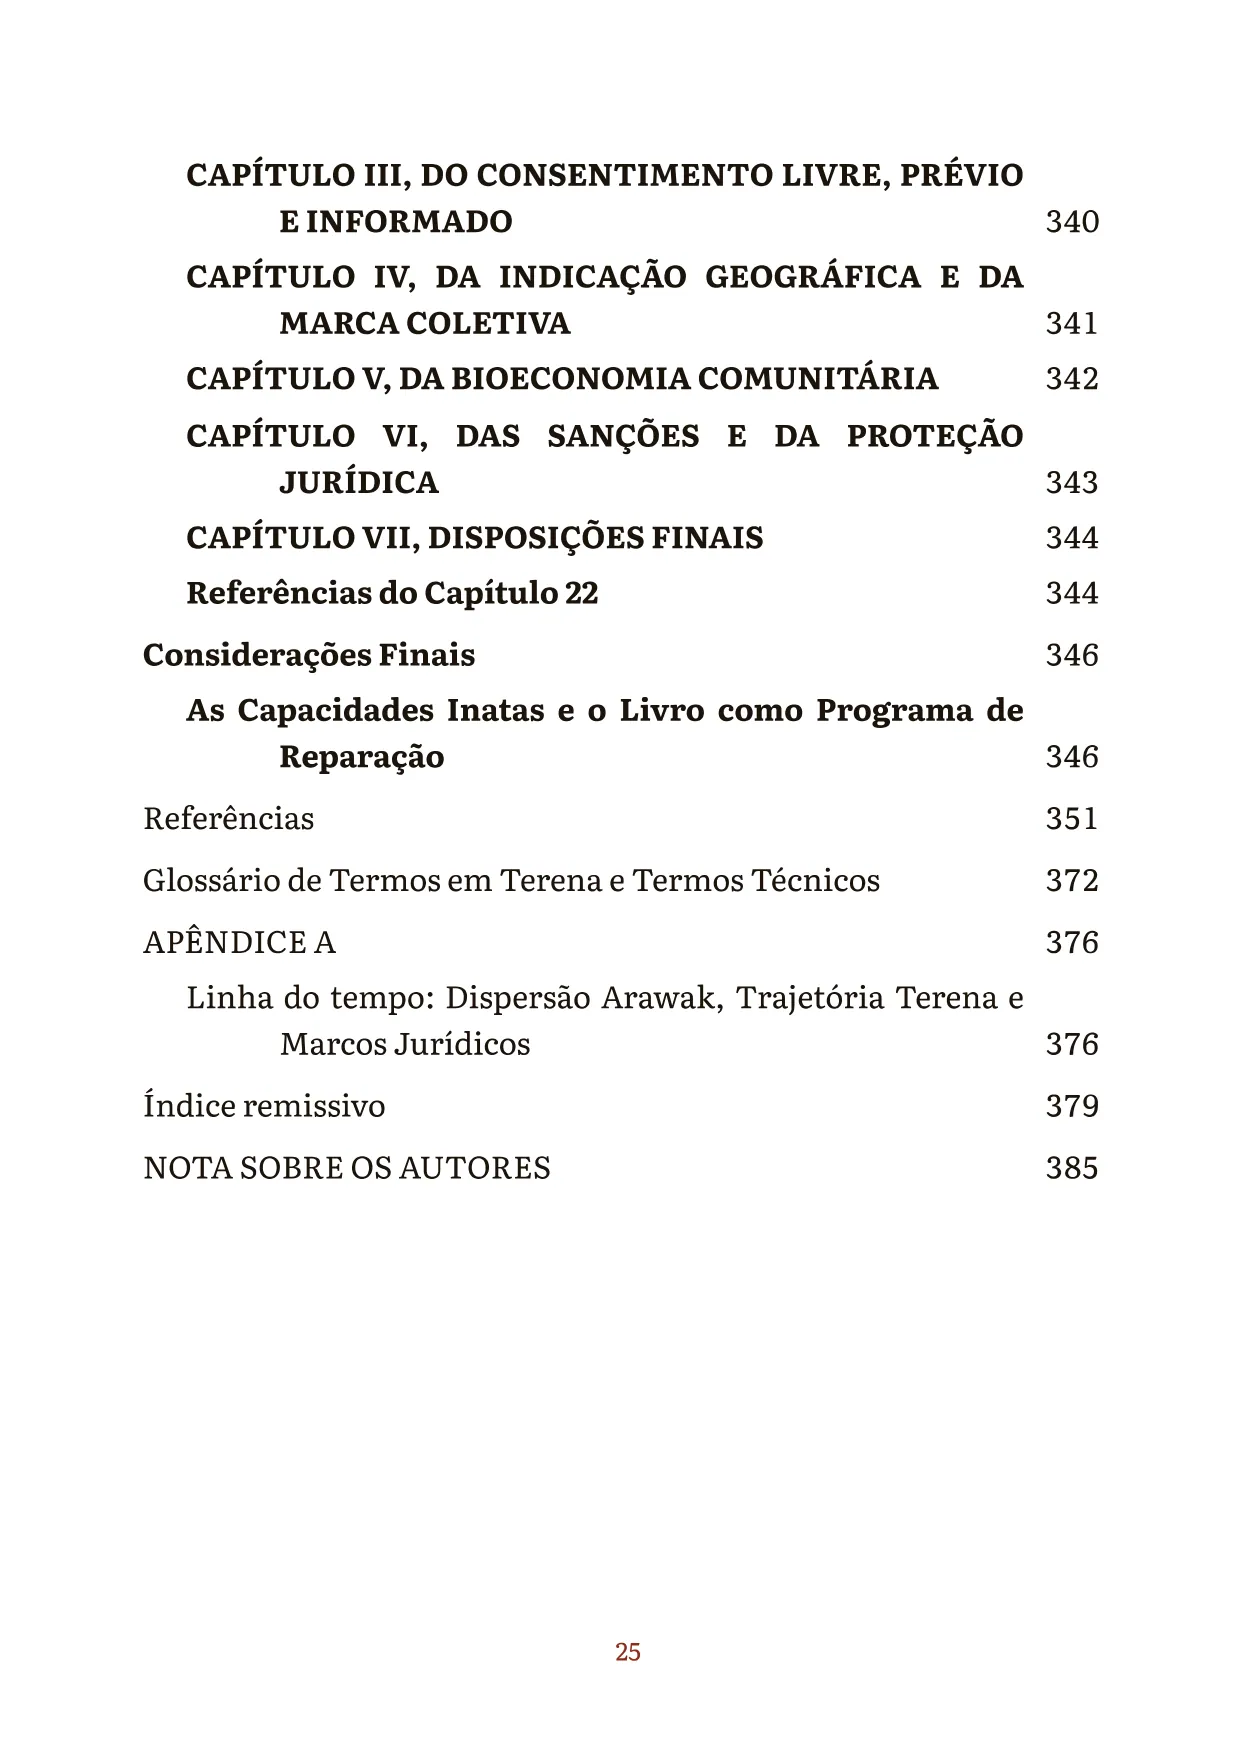 CAPÍTULO III, DO CONSENTIMENTO LIVRE, PRÉVIO
E INFORMADO 340
CAPÍTULO IV, DA INDICAÇÃO GEOGRÁFICA E DA
MARCA COLETIVA 341
CAPÍTULO V, DA BIOECONOMIA COMUNITÁRIA 342
CAPÍTULO VI, DAS SANÇÕES E DA PROTEÇÃO
JURÍDICA 343
CAPÍTULO VII, DISPOSIÇÕES FINAIS 344
Referências do Capítulo 22 344
Considerações Finais 346
As Capacidades Inatas e o Livro como Programa de
Reparação 346
Referências 351
Glossário de Termos em Terena e Termos Técnicos 372
APÊNDICE A 376
Linha do tempo: Dispersão Arawak, Trajetória Terena e
Marcos Jurídicos 376
Índice remissivo 379
NOTA SOBRE OS AUTORES 385
25